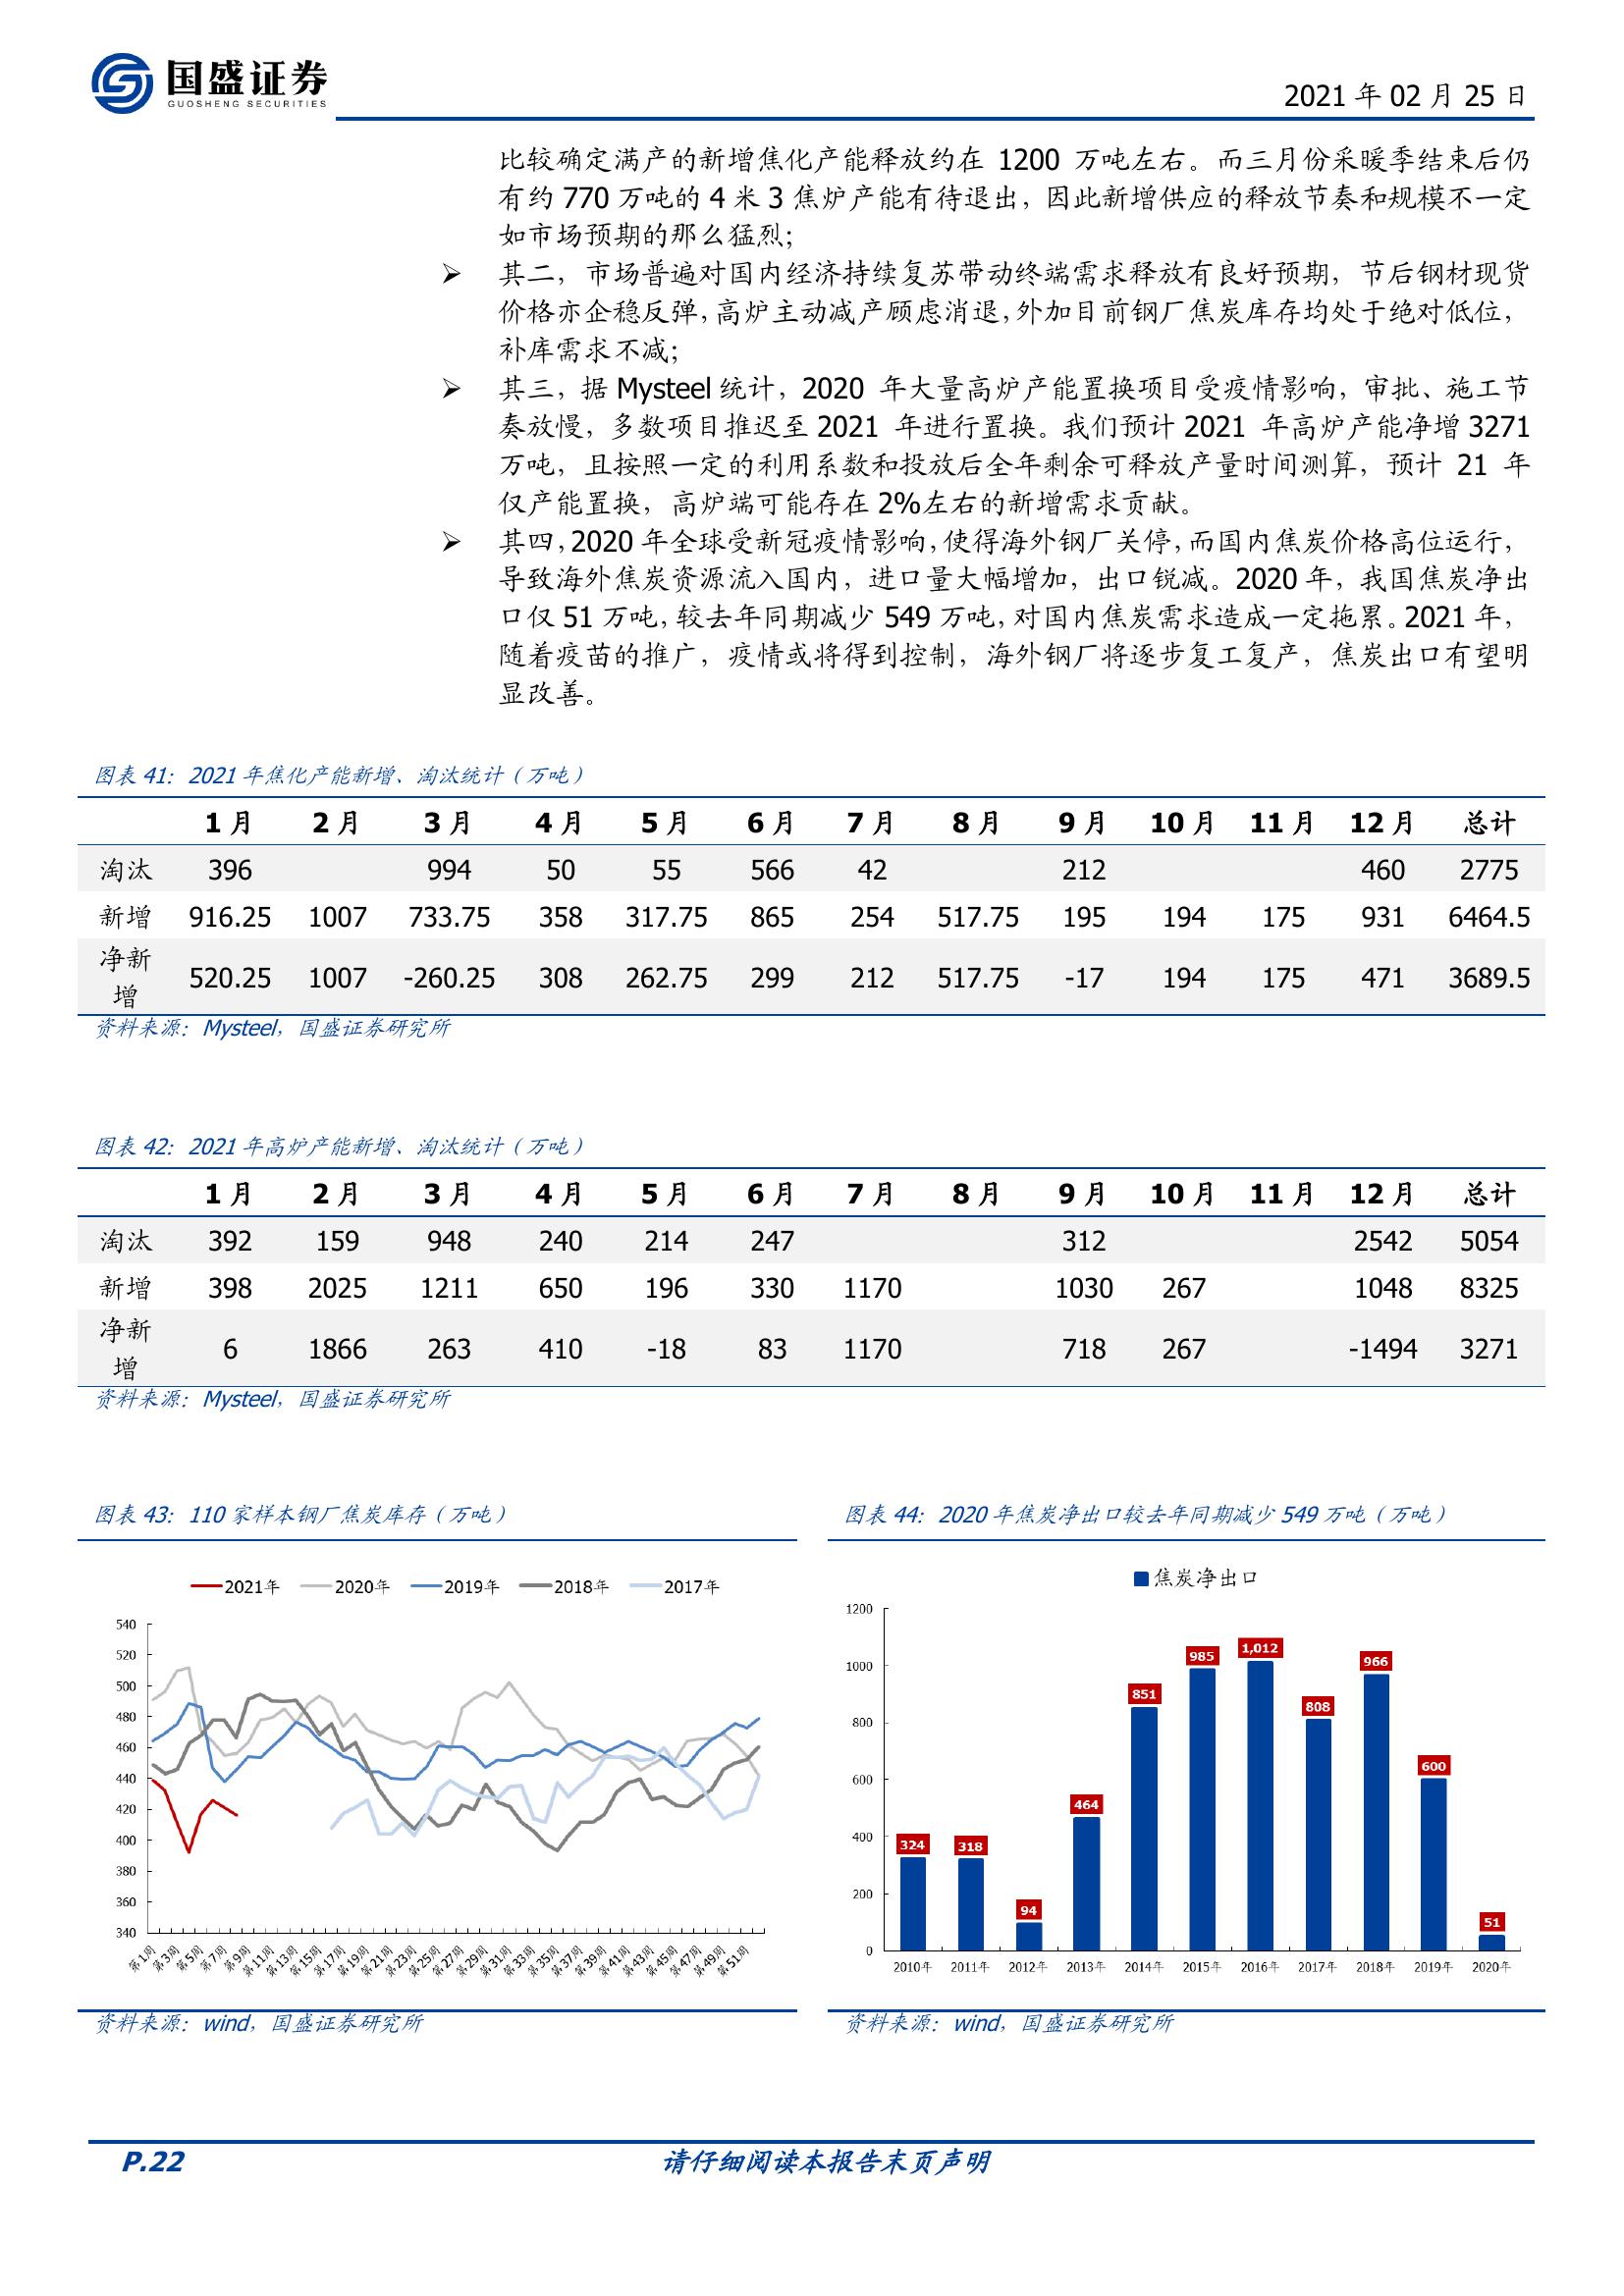 国盛证券
GUOSHENG SECURITIES
2021 年 02 月 25 日
比较确定满产的新增焦化产能释放约在 1200 万吨左右。而三月份采暖季结束后仍
有约 770 万吨的 4 米 3 焦炉产能有待退出，因此新增供应的释放节奏和规模不一定
如市场预期的那么猛烈；
➢ 其二，市场普遍对国内经济持续复苏带动终端需求释放有良好预期，节后钢材现货
价格亦企稳反弹，高炉主动减产顾虑消退，外加目前钢厂焦炭库存均处于绝对低位，
补库需求不减；
➢ 其三，据 Mysteel 统计，2020 年大量高炉产能置换项目受疫情影响，审批、施工节
奏放慢，多数项目推迟至 2021 年进行置换。我们预计 2021 年高炉产能净增 3271
万吨，且按照一定的利用系数和投放后全年剩余可释放产量时间测算，预计 21 年
仅产能置换，高炉端可能存在 2%左右的新增需求贡献。
➢ 其四，2020 年全球受新冠疫情影响，使得海外钢厂关停，而国内焦炭价格高位运行，
导致海外焦炭资源流入国内，进口量大幅增加，出口锐减。2020 年，我国焦炭净出
口仅 51 万吨，较去年同期减少 549 万吨，对国内焦炭需求造成一定拖累。2021 年，
随着疫苗的推广，疫情或将得到控制，海外钢厂将逐步复工复产，焦炭出口有望明
显改善。
图表 41：2021 年焦化产能新增、淘汰统计（万吨）
1 月 2 月 3 月 4 月 5 月 6 月 7 月 8 月 9 月 10 月 11 月 12 月 总计
淘汰 396 994 50 55 566 42 212 460 2775
新增 916.25 1007 733.75 358 317.75 865 254 517.75 195 194 175 931 6464.5
净新
增 520.25 1007 -260.25 308 262.75 299 212 517.75 -17 194 175 471 3689.5
资料来源：Mysteel，国盛证券研究所
图表 42：2021 年高炉产能新增、淘汰统计（万吨）
1 月 2 月 3 月 4 月 5 月 6 月 7 月 8 月 9 月 10 月 11 月 12 月 总计
淘汰 392 159 948 240 214 247 312 2542 5054
新增 398 2025 1211 650 196 330 1170 1030 267 1048 8325
净新
增 6 1866 263 410 -18 83 1170 718 267 -1494 3271
资料来源：Mysteel，国盛证券研究所
图表 43：110 家样本钢厂焦炭库存（万吨）
2021年 2020年 2019年 2018年 2017年
540
520
500
480
460
440
420
400
380
360
340
第1周 第3周 第5周 第7周 第9周 第11周 第13周 第15周 第17周 第19周 第21周 第23周 第25周 第27周 第29周 第31周 第33周 第35周 第37周 第39周 第41周 第43周 第45周 第47周 第49周 第51周
资料来源：wind，国盛证券研究所
图表 44：2020 年焦炭净出口较去年同期减少 549 万吨（万吨）
焦炭净出口
1200
1000
800
600
400
200
0
324 318 94 464 851 985 1,012 808 966 600 51
2010年 2011年 2012年 2013年 2014年 2015年 2016年 2017年 2018年 2019年 2020年
资料来源：wind，国盛证券研究所
P.22 请仔细阅读本报告末页声明